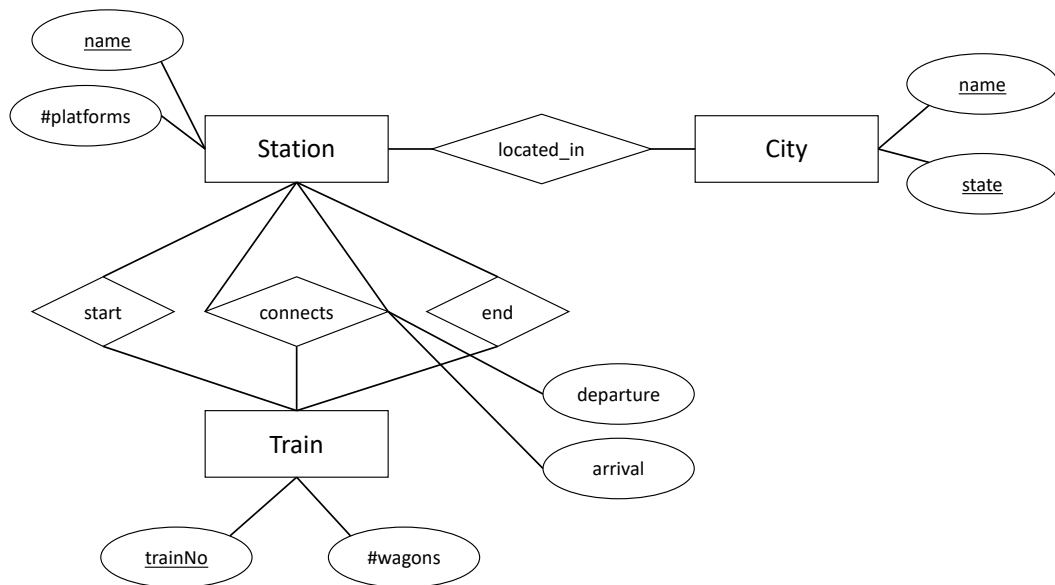 name
#platforms
Station
located_in
City
name
state
start
connects
end
departure
arrival
Train
trainNo
#wagons